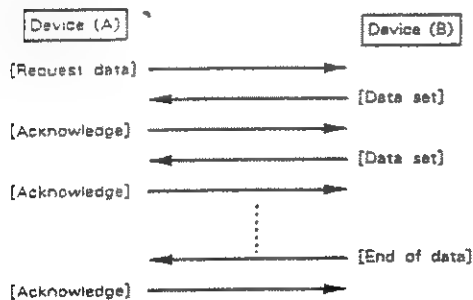 Device (A)
Device (B)
[Request data]
[Data set]
[Acknowledge]
[Data set]
[Acknowledge]
[End of data]
[Acknowledge]